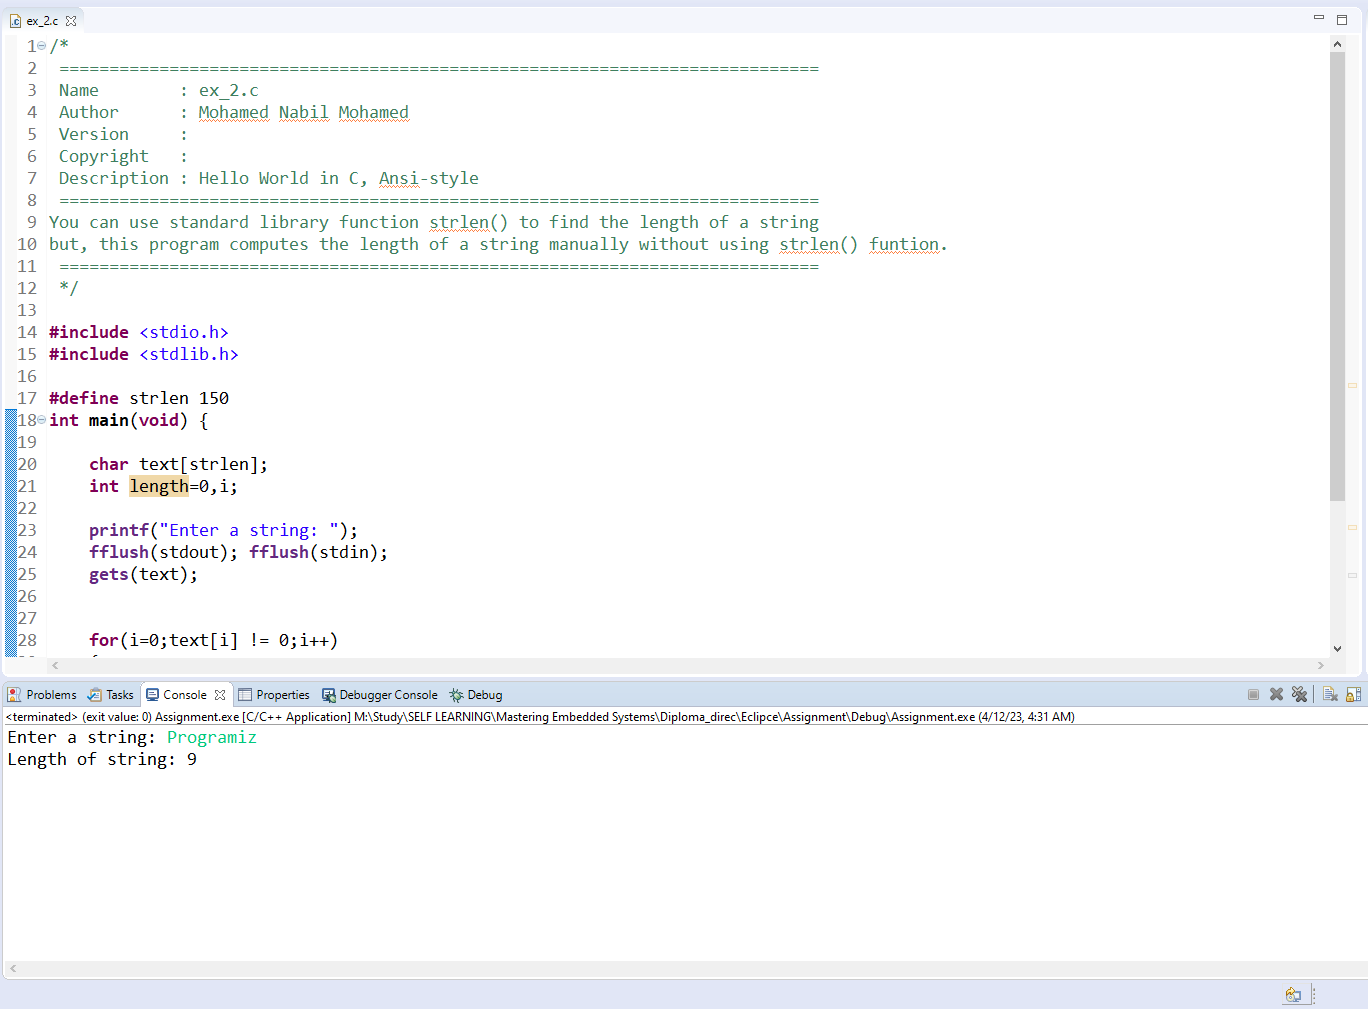 ex_2.c
1 /*
2  ============================================================================
3  Name        : ex_2.c
4  Author      : Mohamed Nabil Mohamed
5  Version     :
6  Copyright   :
7  Description : Hello World in C, Ansi-style
8  ============================================================================
9 You can use standard library function strlen() to find the length of a string
10 but, this program computes the length of a string manually without using strlen() funtion.
11  ============================================================================
12  */
13
14 #include <stdio.h>
15 #include <stdlib.h>
16
17 #define strlen 150
18 int main(void) {
19
20     char text[strlen];
21     int length=0,i;
22
23     printf("Enter a string: ");
24     fflush(stdout); fflush(stdin);
25     gets(text);
26
27
28     for(i=0;text[i] != 0;i++)
Problems Tasks Console Properties Debugger Console Debug
<terminated> (exit value: 0) Assignment.exe [C/C++ Application] M:\Study\SELF LEARNING\Mastering Embedded Systems\Diploma_direc\Eclipce\Assignment\Debug\Assignment.exe (4/12/23, 4:31 AM)
Enter a string: Programiz
Length of string: 9